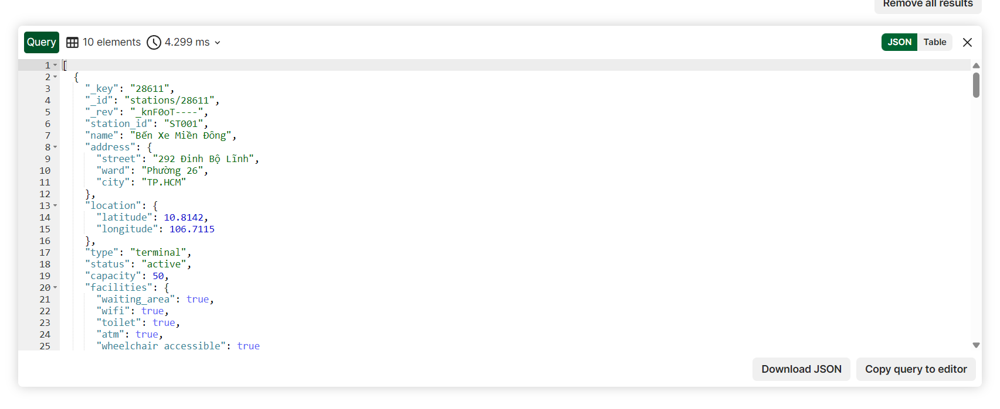 Remove all results
Query 10 elements 4.299 ms JSON Table
1 [
2 {
3 "_key": "28611",
4 "_id": "stations/28611",
5 "_rev": "_knF0oT----",
6 "station_id": "ST001",
7 "name": "Bến Xe Miền Đông",
8 "address": {
9 "street": "292 Đinh Bộ Lĩnh",
10 "ward": "Phường 26",
11 "city": "TP.HCM"
12 },
13 "location": {
14 "latitude": 10.8142,
15 "longitude": 106.7115
16 },
17 "type": "terminal",
18 "status": "active",
19 "capacity": 50,
20 "facilities": {
21 "waiting_area": true,
22 "wifi": true,
23 "toilet": true,
24 "atm": true,
25 "wheelchair_accessible": true
Download JSON Copy query to editor